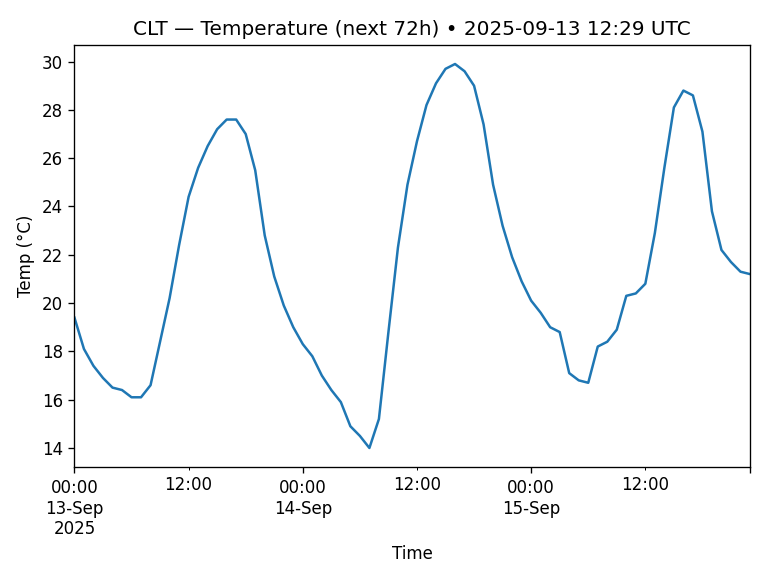 CLT — Temperature (next 72h) • 2025-09-13 12:29 UTC
30
28
26
24
22
20
18
16
14
Temp (°C)
00:00 12:00 00:00 12:00 00:00 12:00
13-Sep 14-Sep 15-Sep
2025
Time